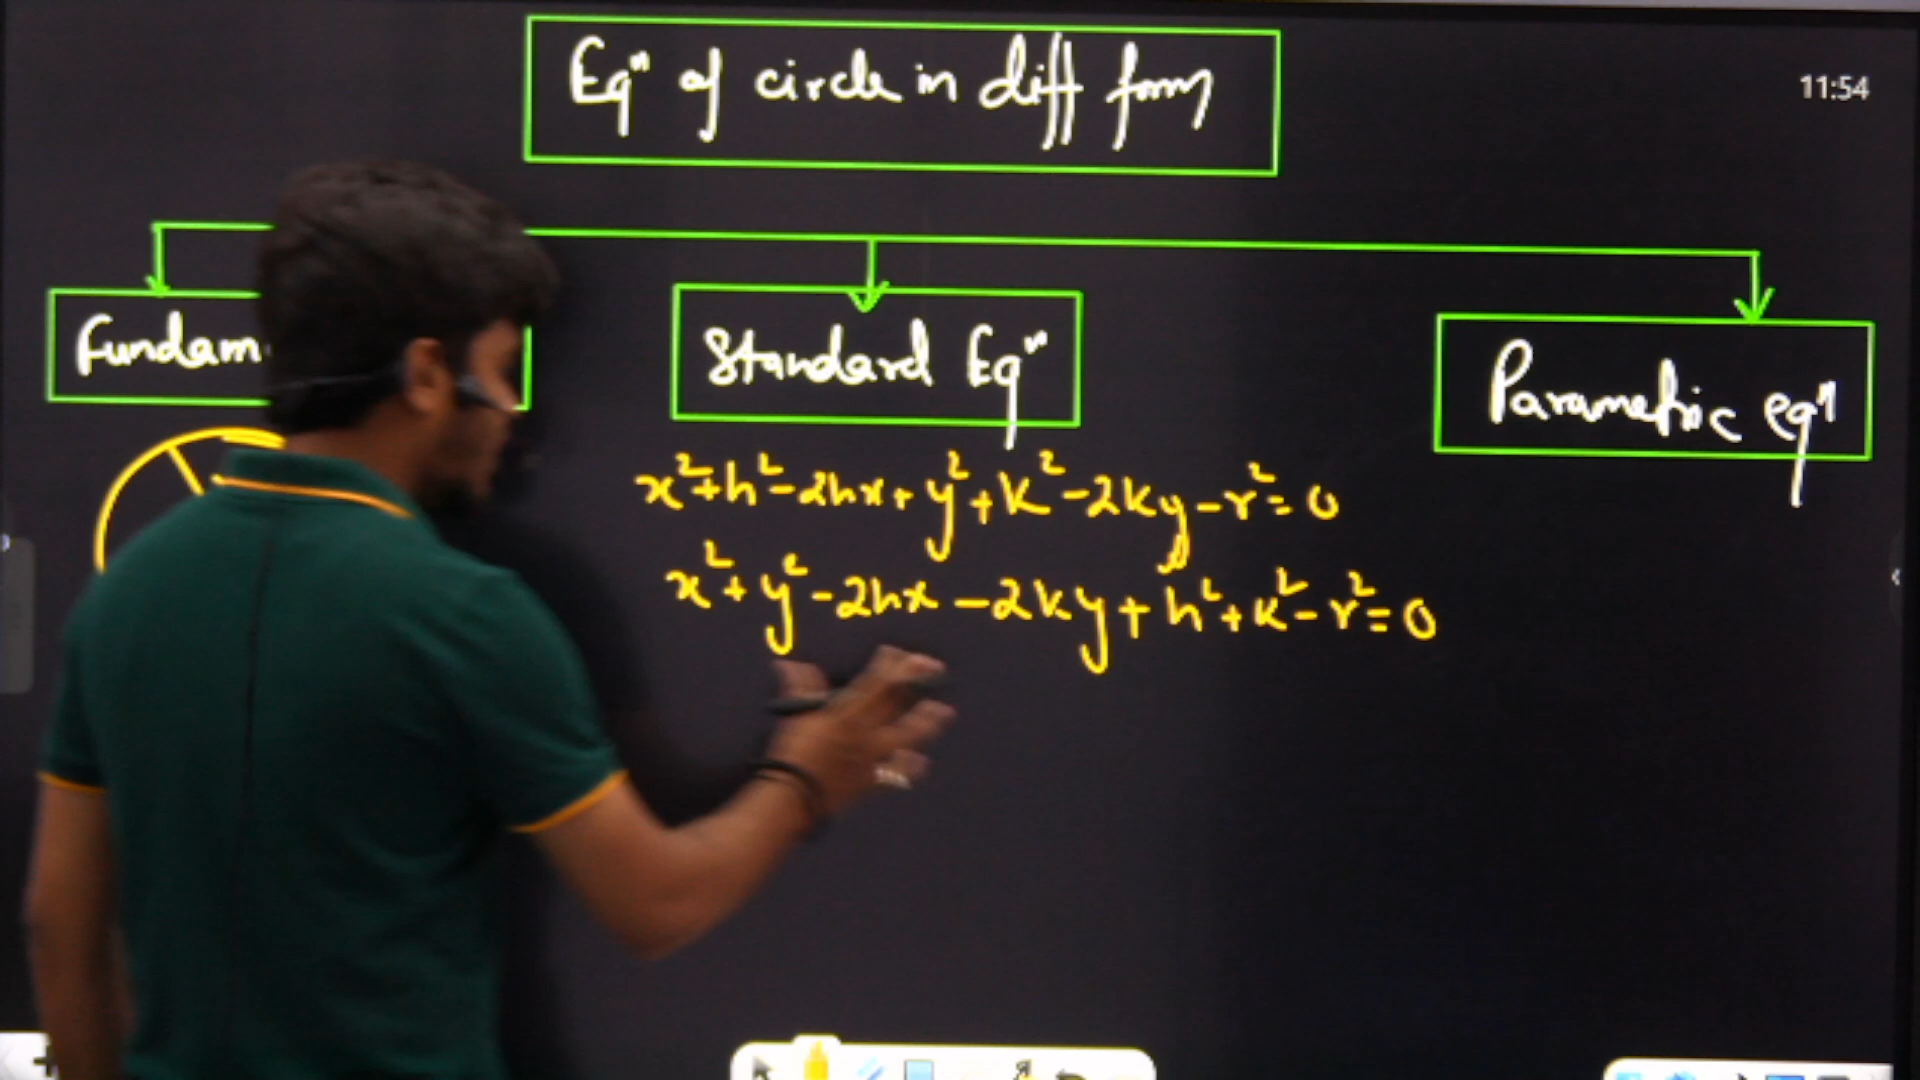 Eqⁿ of circle in diff form
11:54
Standard Eqⁿ
Parametric eqⁿ
x²+h²-2hx+y²+k²-2ky-r²=0
x²+y²-2hx-2ky+h²+k²-r²=0